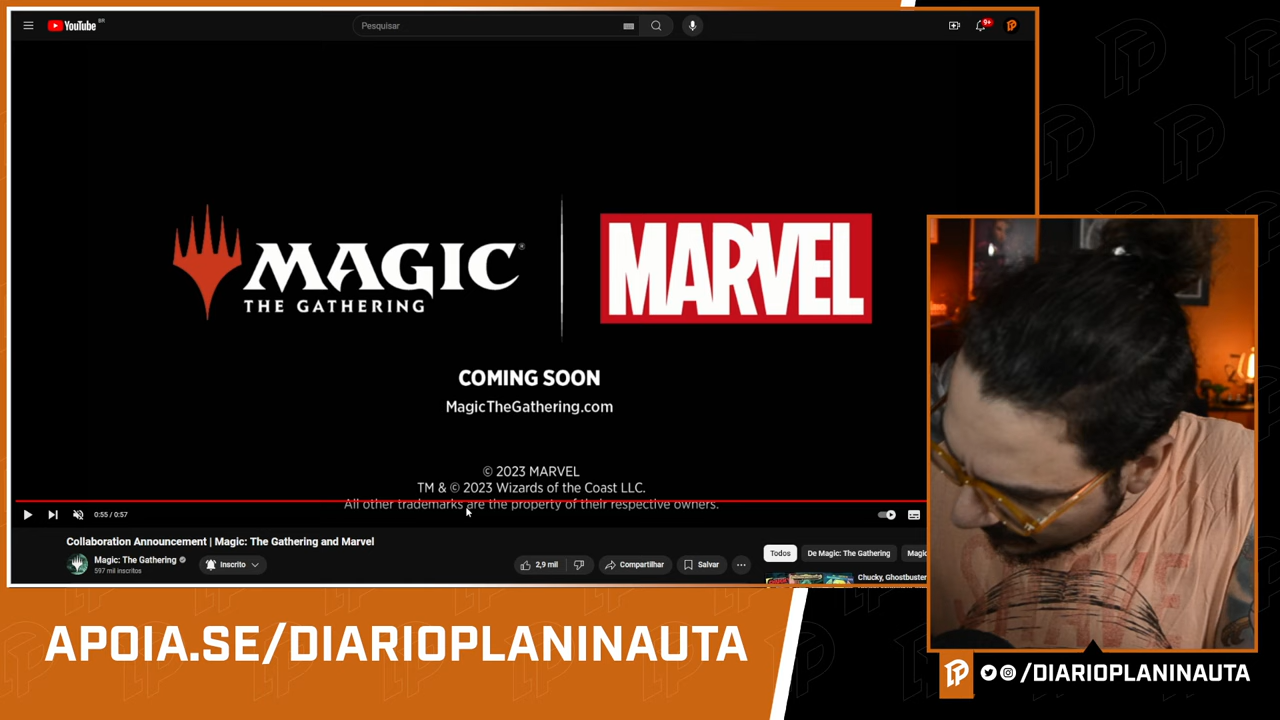 YouTube BR
Pesquisar
9+
MAGIC®
THE GATHERING
MARVEL
COMING SOON
MagicTheGathering.com
© 2023 MARVEL
TM & © 2023 Wizards of the Coast LLC.
All other trademarks are the property of their respective owners.
0:55 / 0:57
Collaboration Announcement | Magic: The Gathering and Marvel
Magic: The Gathering
597 mil inscritos
Inscrito
2,9 mil
Compartilhar
Salvar
Todos
De Magic: The Gathering
Magic
Chucky, Ghostbuster
APOIA.SE/DIARIOPLANINAUTA
/DIARIOPLANINAUTA